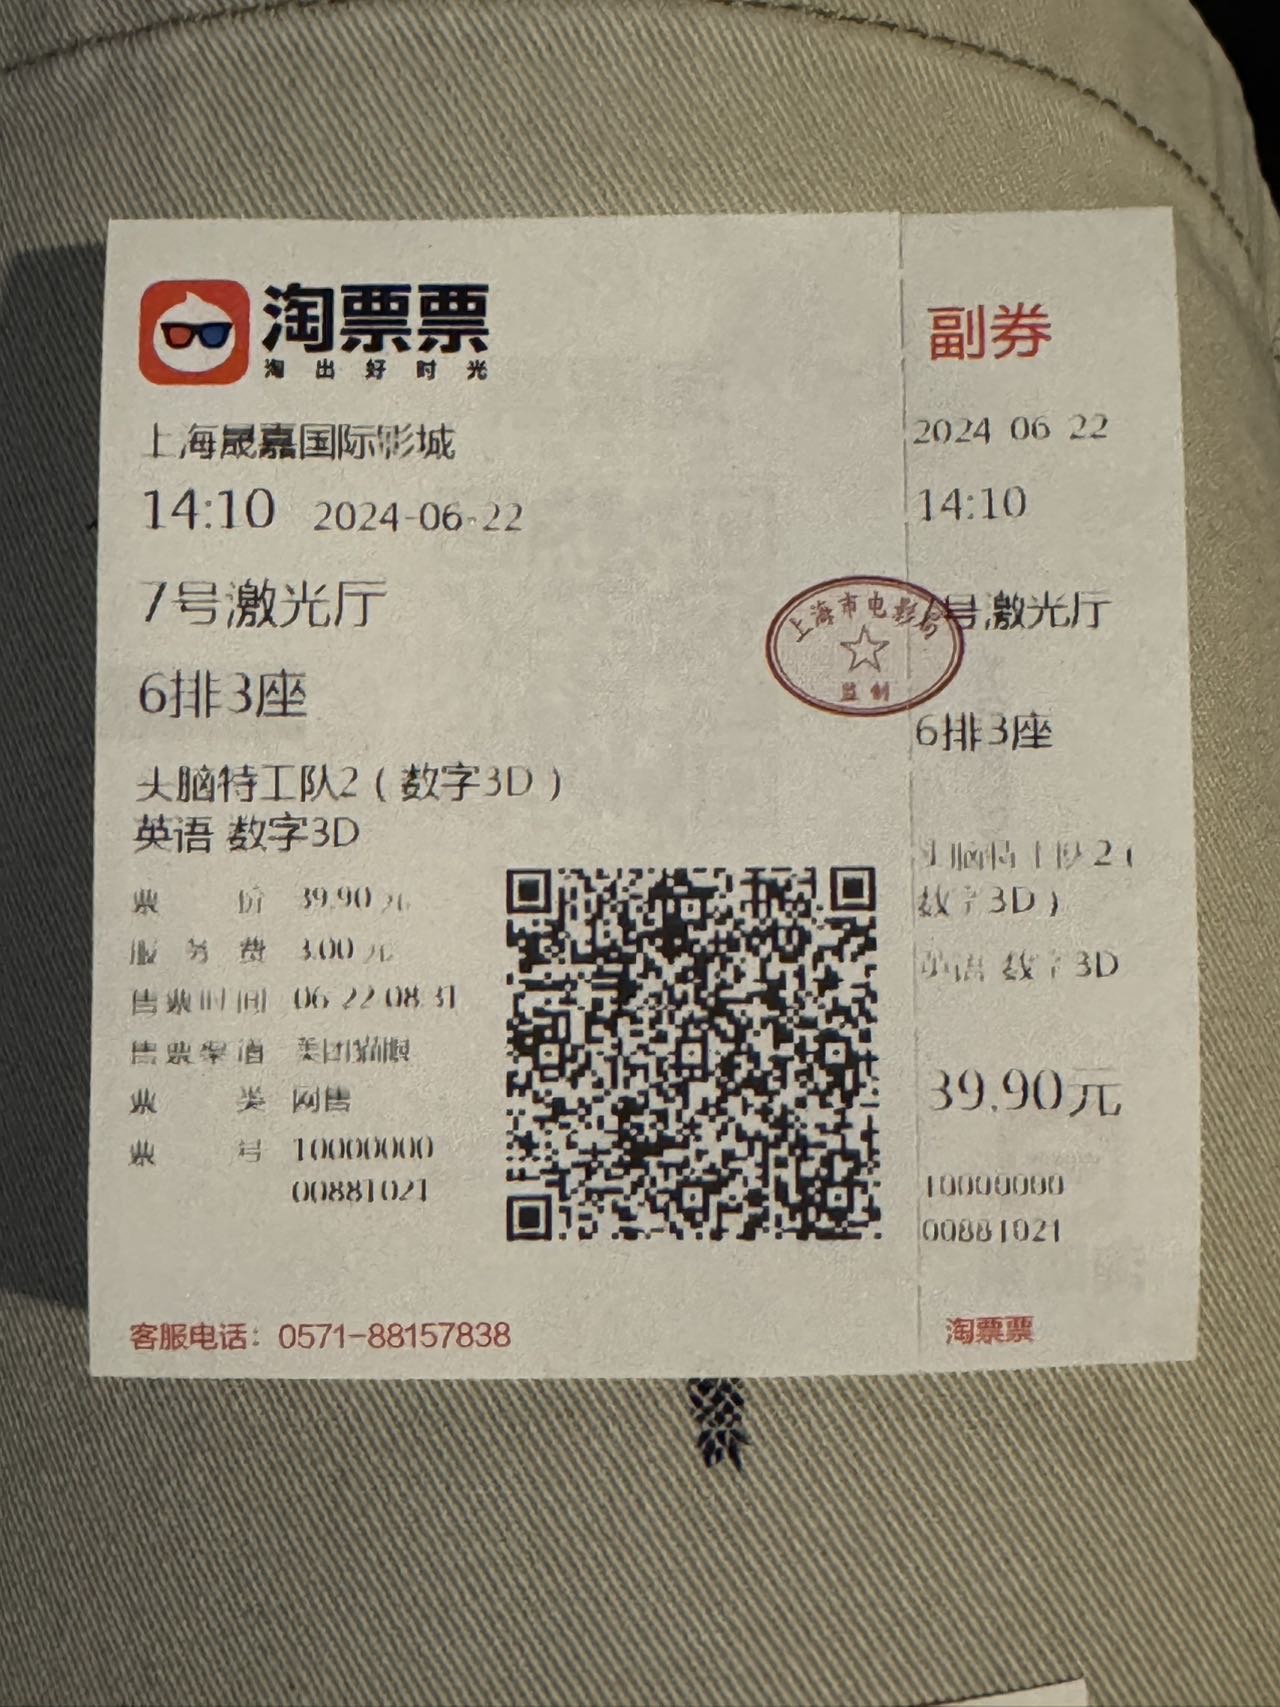 淘票票
淘出好时光
上海晟嘉国际影城
14:10 2024-06-22
7号激光厅
6排3座
头脑特工队2(数字3D)
英语 数字3D
票价 39.90元
服务费 3.00元
售票时间 06-22 08:31
售票渠道 美团猫眼
票类 网售
票号 10000000
00881021
客服电话：0571-88157838
副券
2024-06-22
14:10
7号激光厅
上海市电影局
监制
6排3座
头脑特工队2(
数字3D)
英语 数字3D
39.90元
10000000
00881021
淘票票